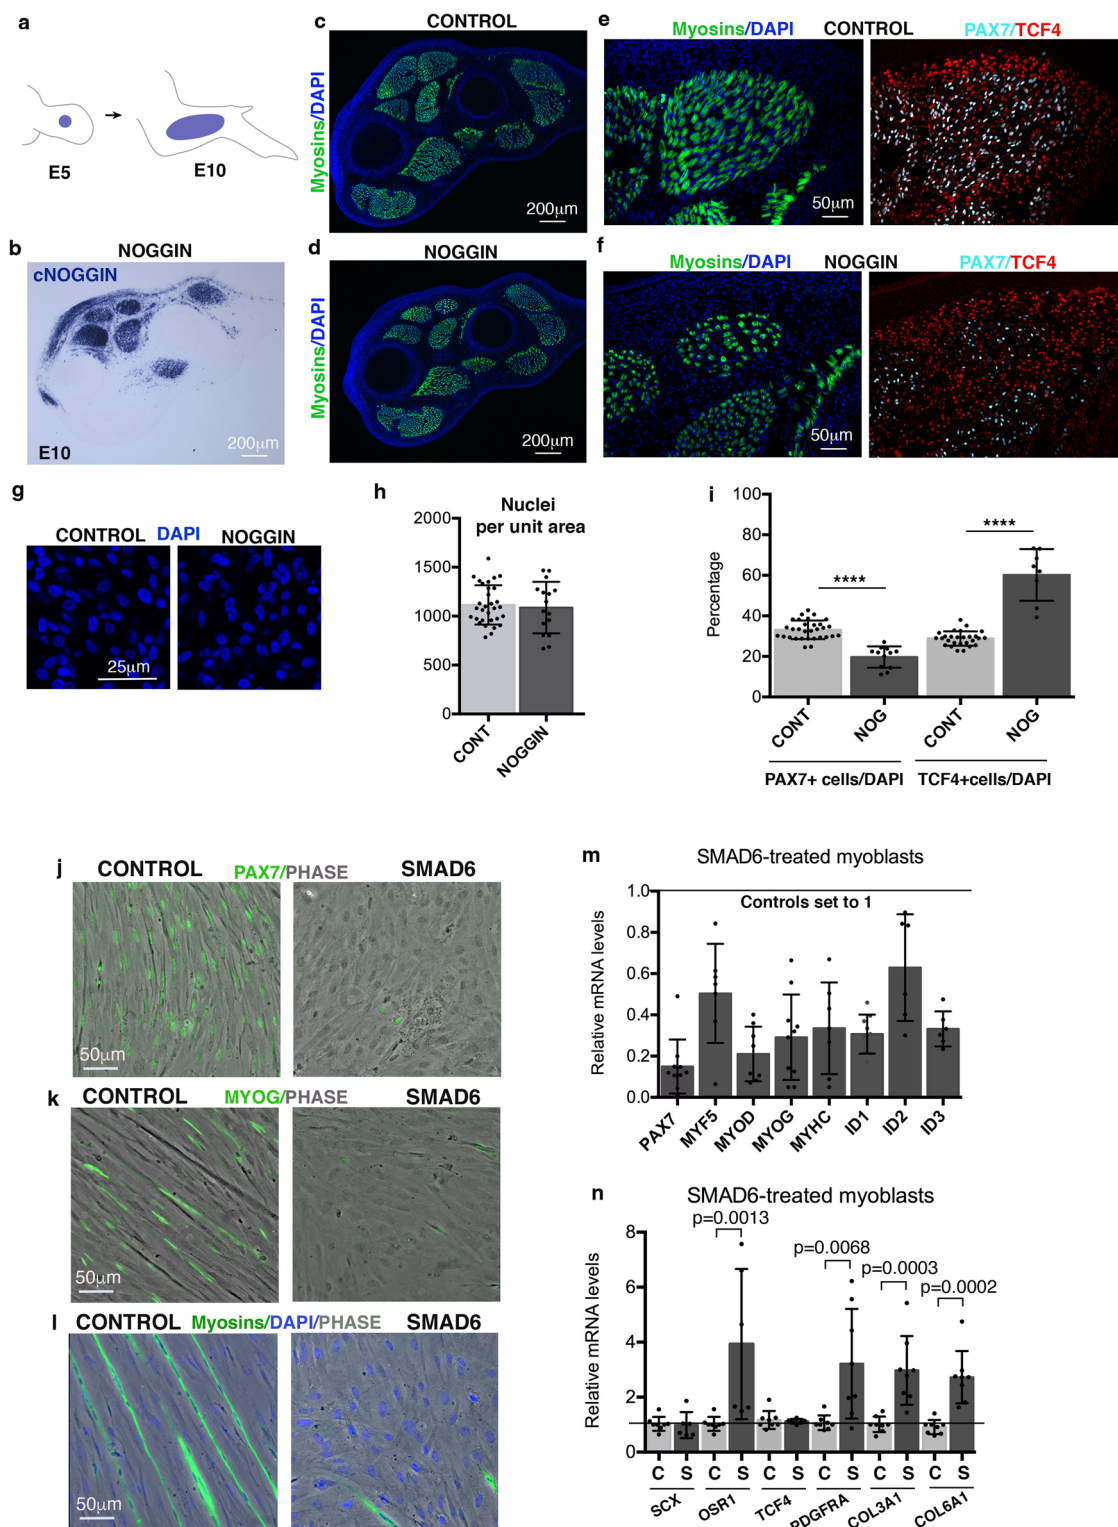 a
E5
E10
b
NOGGIN
cNOGGIN
E10
200µm
c
CONTROL
Myosins/DAPI
200µm
d
NOGGIN
Myosins/DAPI
200µm
e
Myosins/DAPI CONTROL PAX7/TCF4
50µm
f
Myosins/DAPI NOGGIN PAX7/TCF4
50µm
g
CONTROL DAPI NOGGIN
25µm
h
Nuclei
per unit area
2000
1500
1000
500
0
CONT
NOGGIN
i
Percentage
100
80
60
40
20
0
****
****
CONT
NOG
CONT
NOG
PAX7+ cells/DAPI
TCF4+cells/DAPI
j
CONTROL PAX7/PHASE SMAD6
50µm
k
CONTROL MYOG/PHASE SMAD6
50µm
l
CONTROL Myosins/DAPI/PHASE SMAD6
50µm
m
SMAD6-treated myoblasts
Controls set to 1
Relative mRNA levels
1.0
0.8
0.6
0.4
0.2
0.0
PAX7
MYF5
MYOD
MYOG
MYHC
ID1
ID2
ID3
n
SMAD6-treated myoblasts
Relative mRNA levels
8
6
4
2
0
p=0.0013
p=0.0068
p=0.0003
p=0.0002
C S C S C S C S C S C S
SCX
OSR1
TCF4
PDGFRA
COL3A1
COL6A1